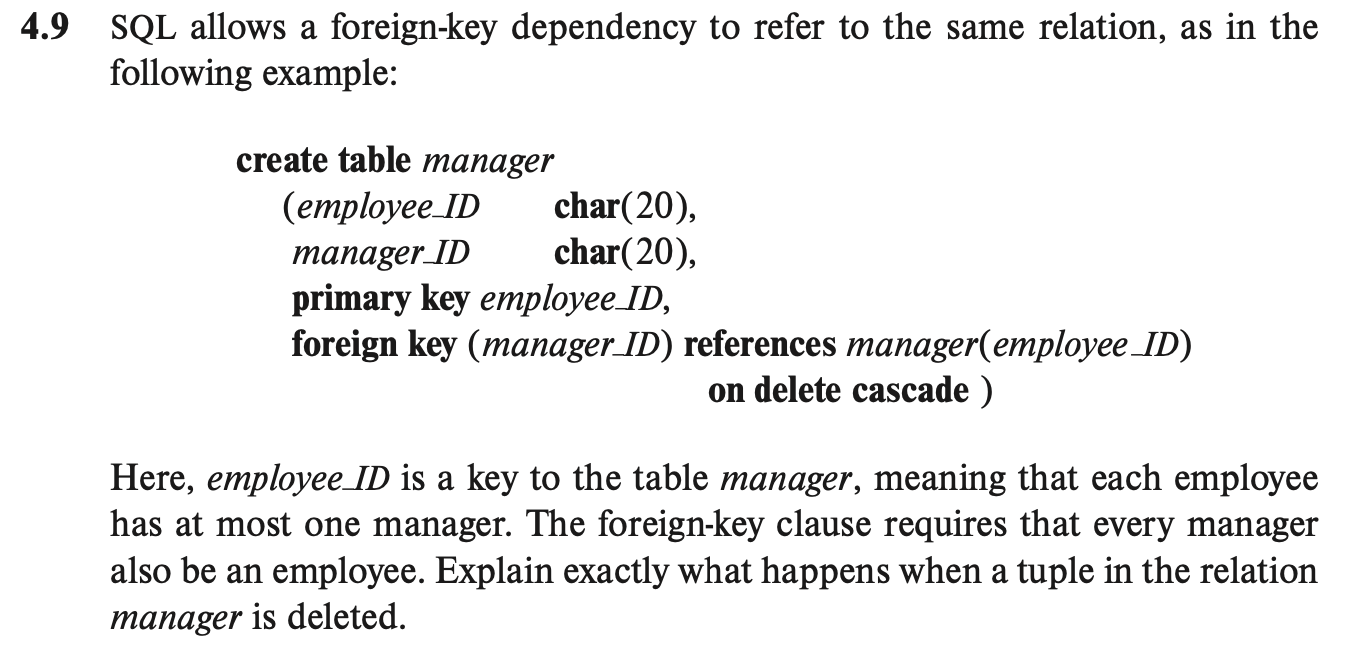 4.9 SQL allows a foreign-key dependency to refer to the same relation, as in the
following example:
create table manager
(employee_ID char(20),
manager_ID char(20),
primary key employee_ID,
foreign key (manager_ID) references manager(employee_ID)
on delete cascade )
Here, employee_ID is a key to the table manager, meaning that each employee
has at most one manager. The foreign-key clause requires that every manager
also be an employee. Explain exactly what happens when a tuple in the relation
manager is deleted.